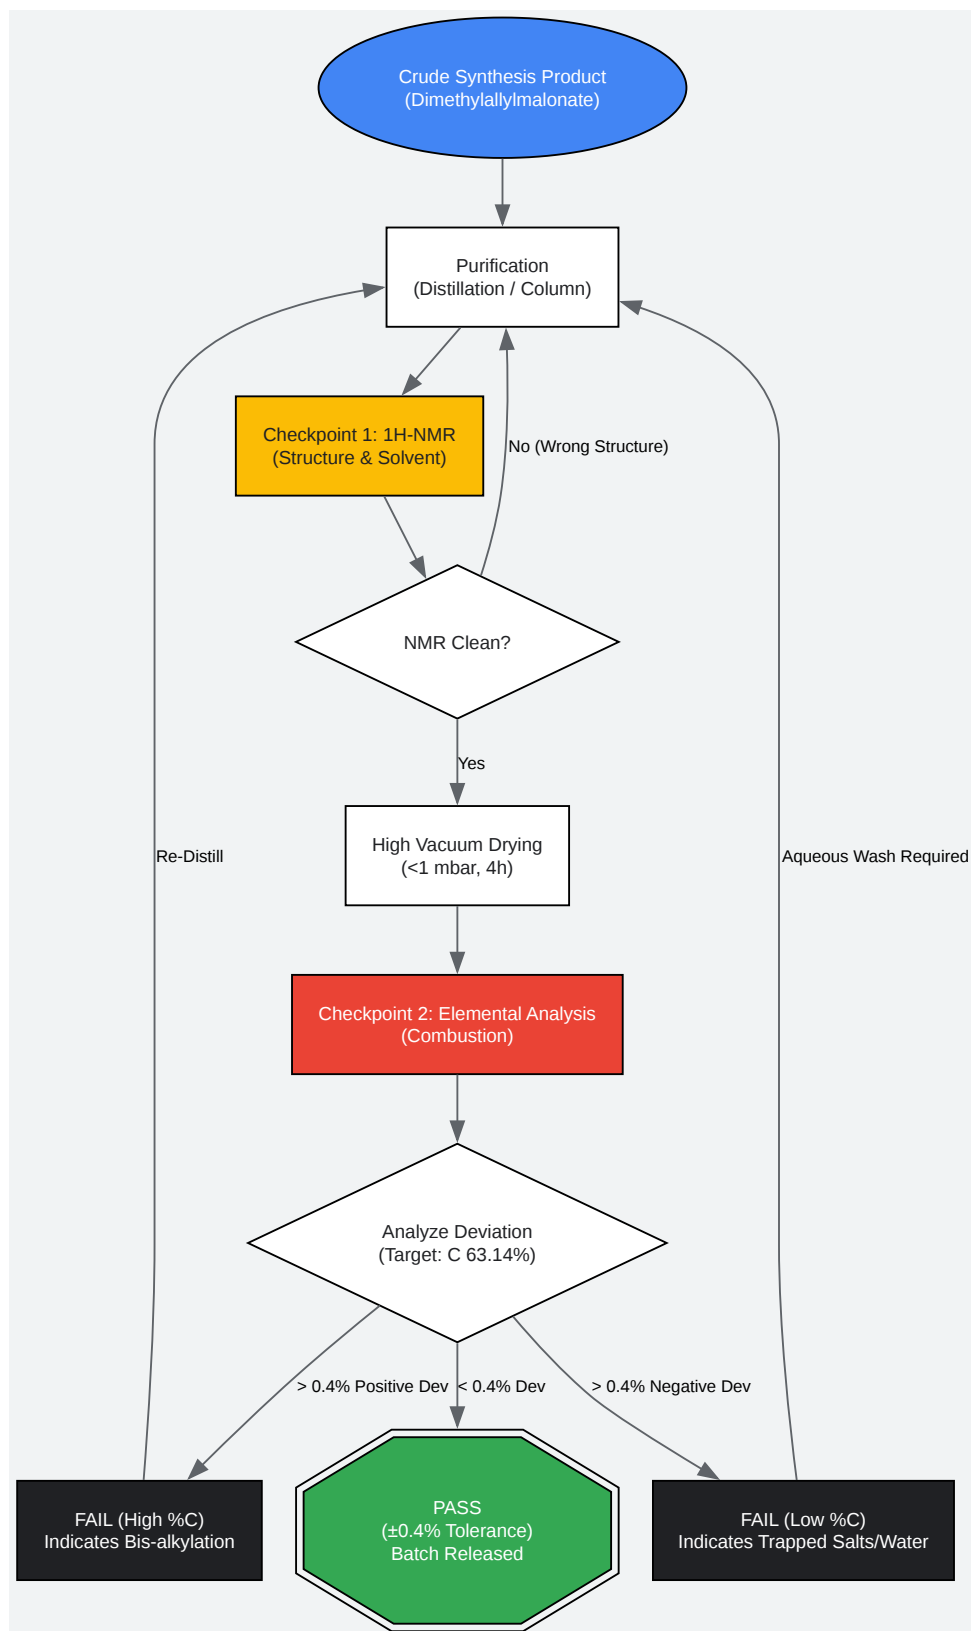 Crude Synthesis Product
(Dimethylallylmalonate)
Purification
(Distillation / Column)
Checkpoint 1: 1H-NMR
(Structure & Solvent)
No (Wrong Structure)
NMR Clean?
Yes
High Vacuum Drying
(<1 mbar, 4h)
Re-Distill
Aqueous Wash Required
Checkpoint 2: Elemental Analysis
(Combustion)
Analyze Deviation
(Target: C 63.14%)
> 0.4% Positive Dev
< 0.4% Dev
> 0.4% Negative Dev
FAIL (High %C)
Indicates Bis-alkylation
PASS
(±0.4% Tolerance)
Batch Released
FAIL (Low %C)
Indicates Trapped Salts/Water